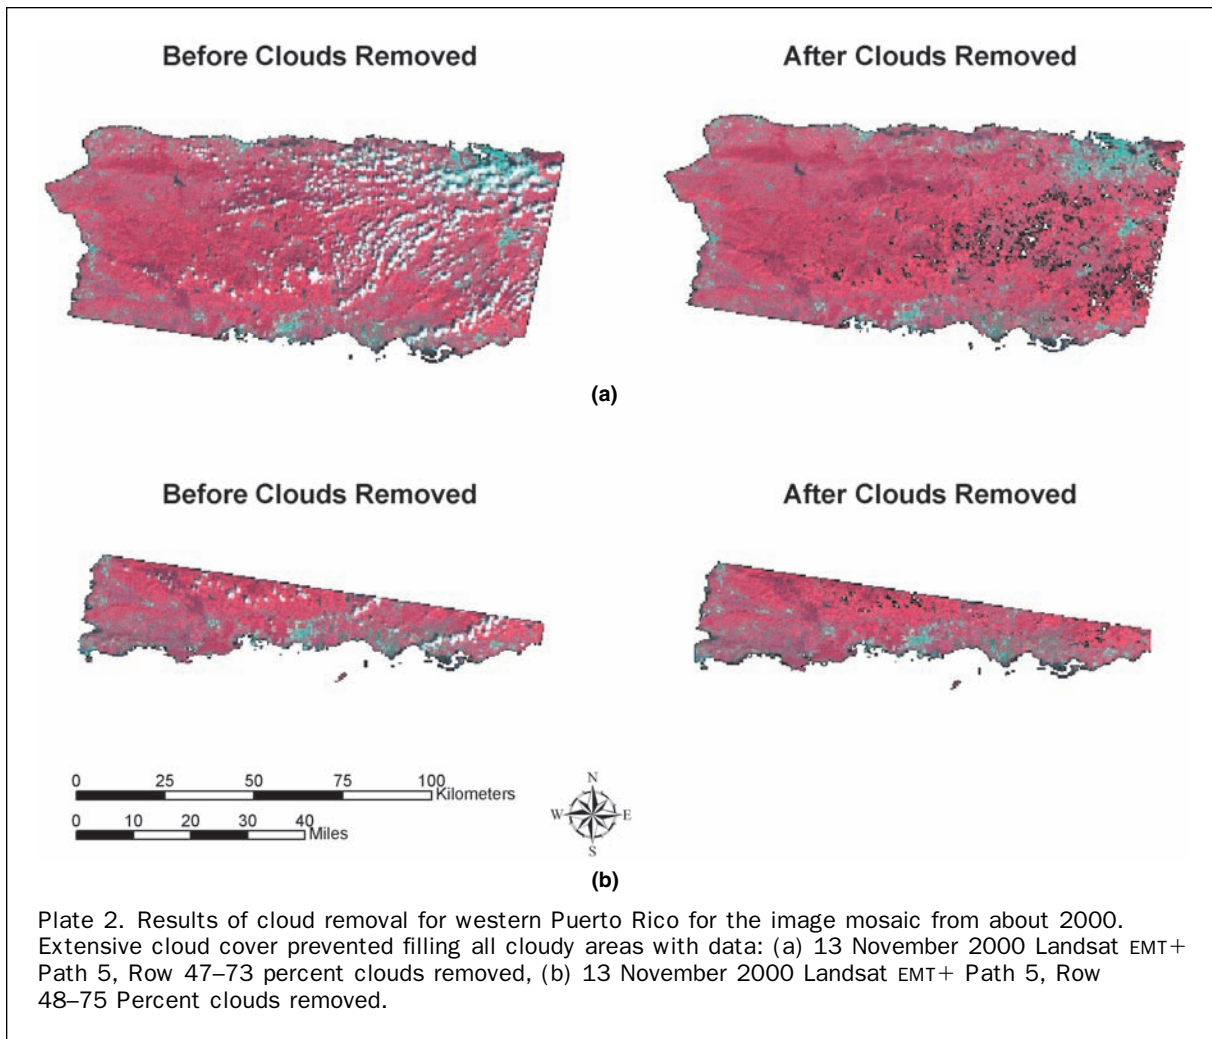 Before Clouds Removed
After Clouds Removed
(a)
Before Clouds Removed
After Clouds Removed
0 25 50 75 100
Kilometers
0 10 20 30 40
Miles
N
W E
S
(b)
Plate 2. Results of cloud removal for western Puerto Rico for the image mosaic from about 2000.
Extensive cloud cover prevented filling all cloudy areas with data: (a) 13 November 2000 Landsat EMT+
Path 5, Row 47–73 percent clouds removed, (b) 13 November 2000 Landsat EMT+ Path 5, Row
48–75 Percent clouds removed.